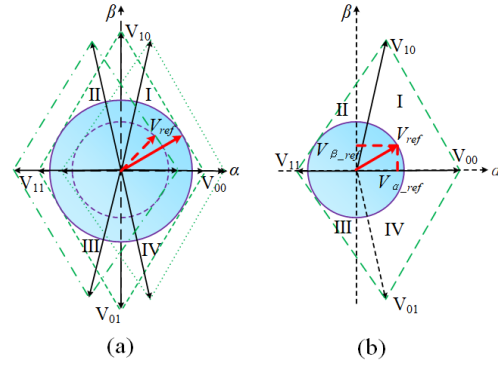 β
V10
II
I
Vref
α
V11
V00
III
IV
V01
(a)
β
V10
I
II
Vβ_ref
Vref
V11
V00
α
Vα_ref
III
IV
V01
(b)